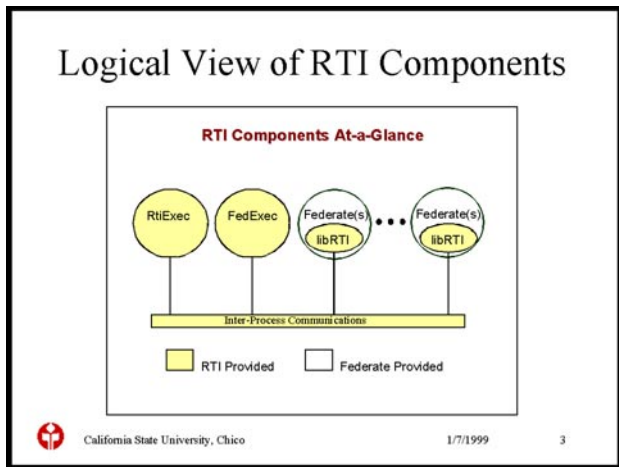 Logical View of RTI Components
RTI Components At-a-Glance
RtiExec
FedExec
Federate(s)
libRTI
Federate(s)
libRTI
Inter-Process Communications
RTI Provided
Federate Provided
California State University, Chico
1/7/1999
3